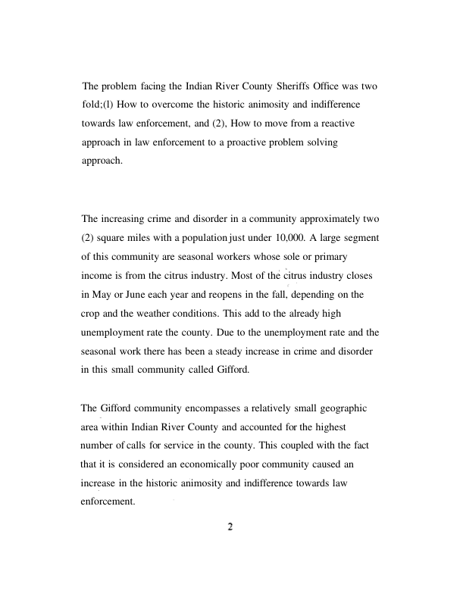 The problem facing the Indian River County Sheriffs Office was two
fold;(l) How to overcome the historic animosity and indifference
towards law enforcement, and (2), How to move from a reactive
approach in law enforcement to a proactive problem solving
approach.
The increasing crime and disorder in a community approximately two
(2) square miles with a population just under 10,000. A large segment
of this community are seasonal workers whose sole or primary
income is from the citrus industry. Most of the citrus industry closes
in May or June each year and reopens in the fall, depending on the
crop and the weather conditions. This add to the already high
unemployment rate the county. Due to the unemployment rate and the
seasonal work there has been a steady increase in crime and disorder
in this small community called Gifford.
The Gifford community encompasses a relatively small geographic
area within Indian River County and accounted for the highest
number of calls for service in the county. This coupled with the fact
that it is considered an economically poor community caused an
increase in the historic animosity and indifference towards law
enforcement.
2